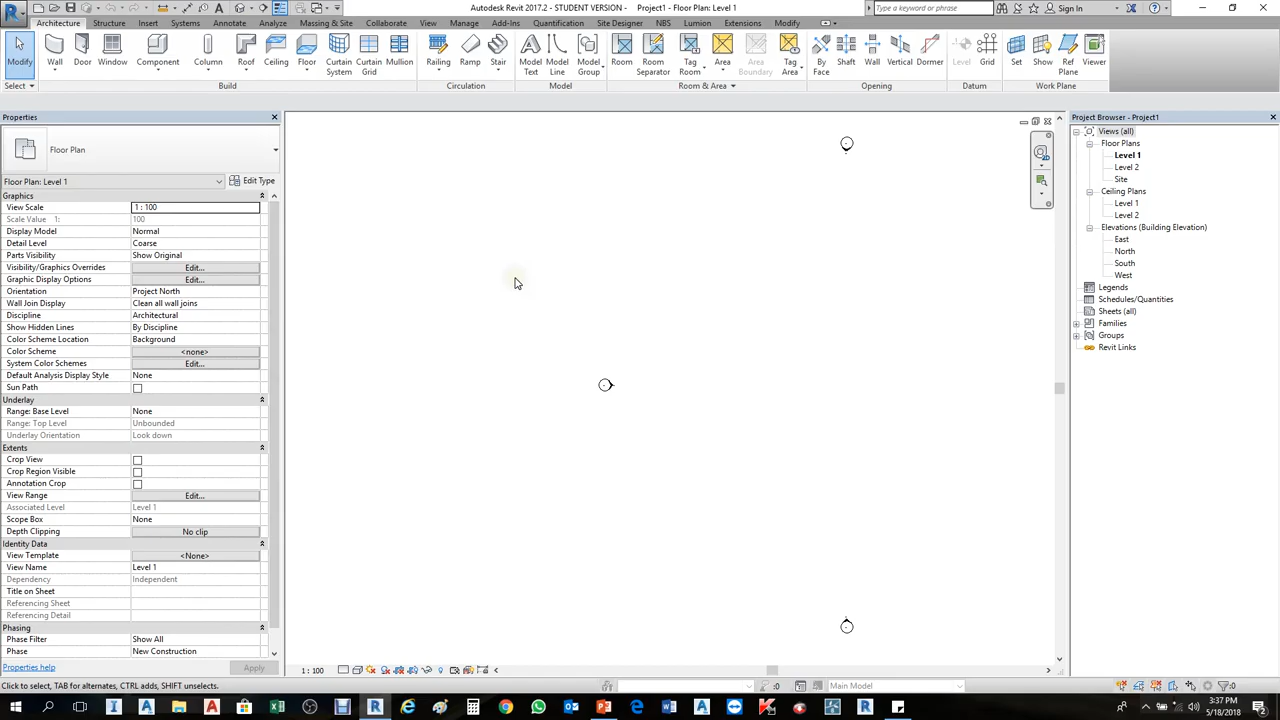 Autodesk Revit 2017.2 - STUDENT VERSION - Project1 - Floor Plan: Level 1
Type a keyword or phrase
Sign In
Architecture Structure Insert Systems Annotate Analyze Massing & Site Collaborate View Manage Add-Ins Quantification Site Designer NBS Lumion Extensions Modify
Modify Wall Door Window Component Column Roof Ceiling Floor Curtain System Curtain Grid Mullion Railing Ramp Stair Model Text Model Line Model Group Room Room Separator Tag Room Area Area Boundary Tag Area By Face Shaft Wall Vertical Dormer Level Grid Set Show Ref Plane Viewer
Select Build Circulation Model Room & Area Opening Datum Work Plane
Properties
Floor Plan
Floor Plan: Level 1 Edit Type
Graphics
View Scale 1 : 100
Scale Value 1: 100
Display Model Normal
Detail Level Coarse
Parts Visibility Show Original
Visibility/Graphics Overrides Edit...
Graphic Display Options Edit...
Orientation Project North
Wall Join Display Clean all wall joins
Discipline Architectural
Show Hidden Lines By Discipline
Color Scheme Location Background
Color Scheme <none>
System Color Schemes Edit...
Default Analysis Display Style None
Sun Path
Underlay
Range: Base Level None
Range: Top Level Unbounded
Underlay Orientation Look down
Extents
Crop View
Crop Region Visible
Annotation Crop
View Range Edit...
Associated Level Level 1
Scope Box None
Depth Clipping No clip
Identity Data
View Template <None>
View Name Level 1
Dependency Independent
Title on Sheet
Referencing Sheet
Referencing Detail
Phasing
Phase Filter Show All
Phase New Construction
Properties help Apply
2D
1 : 100
Project Browser - Project1
Views (all)
Floor Plans
Level 1
Level 2
Site
Ceiling Plans
Level 1
Level 2
Elevations (Building Elevation)
East
North
South
West
Legends
Schedules/Quantities
Sheets (all)
Families
Groups
Revit Links
Click to select, TAB for alternates, CTRL adds, SHIFT unselects.
:0
Main Model
:0
3:37 PM
5/18/2018